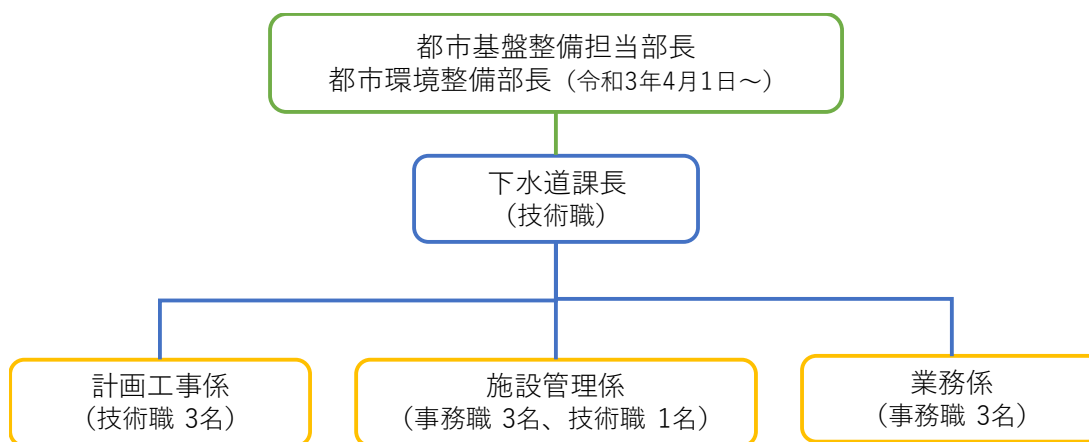 都市基盤整備担当部長
都市環境整備部長（令和3年4月1日～）
下水道課長
（技術職）
計画工事係
（技術職 3名）
施設管理係
（事務職 3名、技術職 1名）
業務係
（事務職 3名）